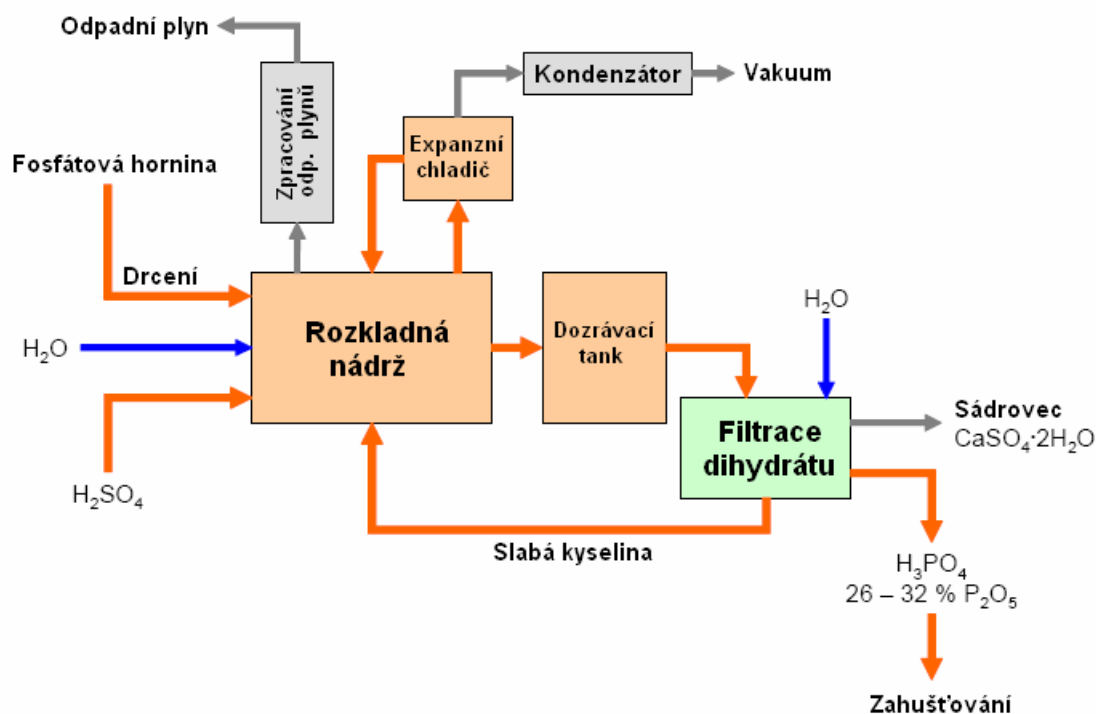 Odpadní plyn
Kondenzátor
Vakuum
Zpracování
odp. plynů
Expanzní
chladič
Fosfátová hornina
Drcení
H₂O
H₂SO₄
Rozkladná
nádrž
Dozrávací
tank
H₂O
Filtrace
dihydrátu
Sádrovec
CaSO₄·2H₂O
Slabá kyselina
H₃PO₄
26 – 32 % P₂O₅
Zahušťování